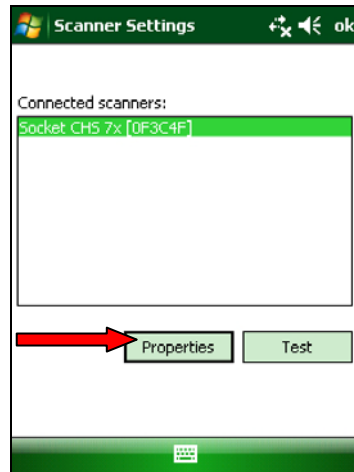 Scanner Settings ok
Connected scanners:
Socket CHS 7x [0F3C4F]
Properties Test